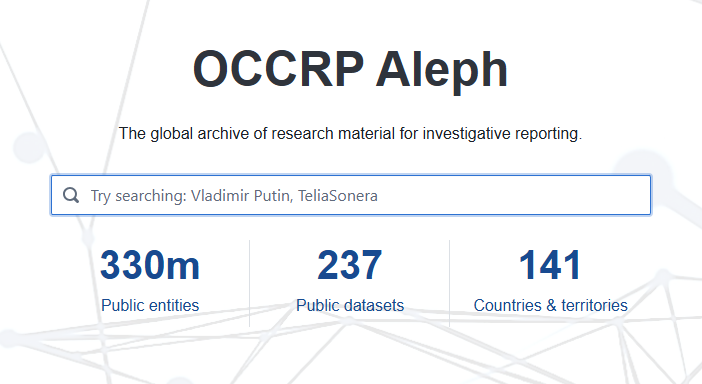 OCCRP Aleph
The global archive of research material for investigative reporting.
Try searching: Vladimir Putin, TeliaSonera
330m
Public entities
237
Public datasets
141
Countries & territories